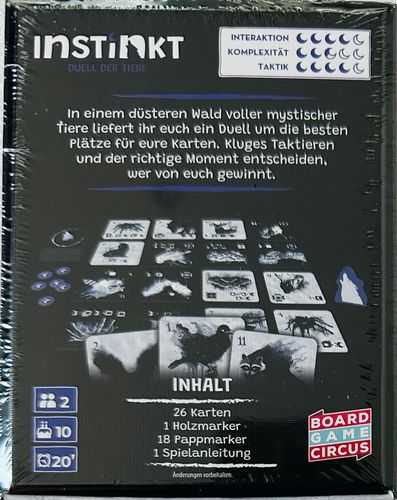 INSTINKT
DUELL DER TIERE
INTERAKTION
KOMPLEXITÄT
TAKTIK
In einem düsteren Wald voller mystischer
Tiere liefert ihr euch ein Duell um die besten
Plätze für eure Karten. Kluges Taktieren
und der richtige Moment entscheiden,
wer von euch gewinnt.
1
11
INHALT
26 Karten
1 Holzmarker
18 Pappmarker
1 Spielanleitung
Änderungen vorbehalten.
2
10
20'
BOARD
GAME
CIRCUS